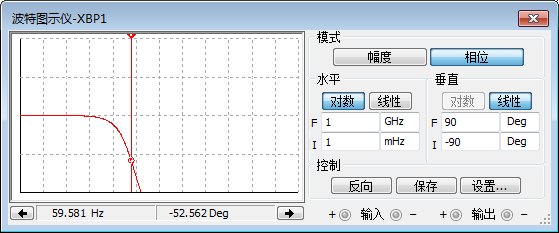 波特图示仪-XBP1
模式
幅度 相位
水平 垂直
对数 线性 对数 线性
F 1 GHz F 90 Deg
I 1 mHz I -90 Deg
控制
反向 保存 设置...
59.581 Hz -52.562 Deg
+ 输入 - + 输出 -